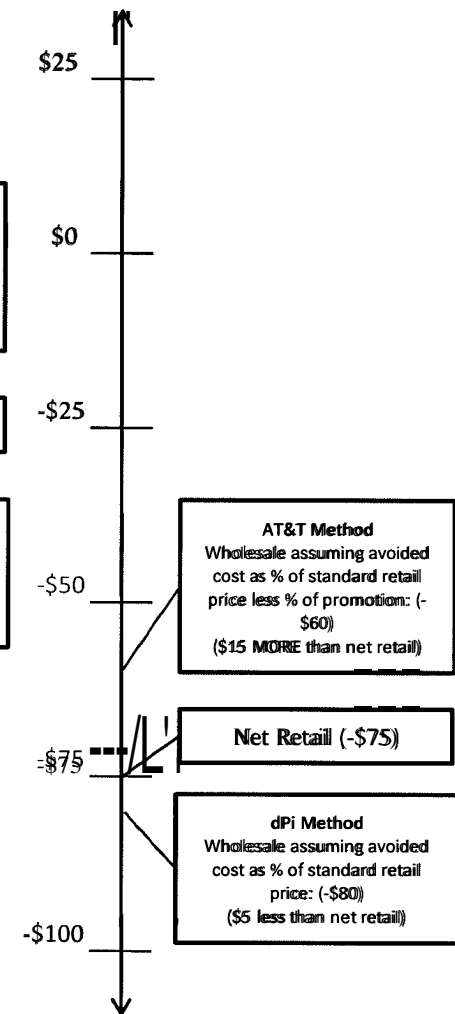 $25
$0
-$25
-$50
AT&T Method
Wholesale assuming avoided
cost as % of standard retail
price less % of promotion: (-
$60)
($15 MORE than net retail)
Net Retail (-$75)
-$75
dPi Method
Wholesale assuming avoided
cost as % of standard retail
price: (-$80)
($5 less than net retail)
-$100